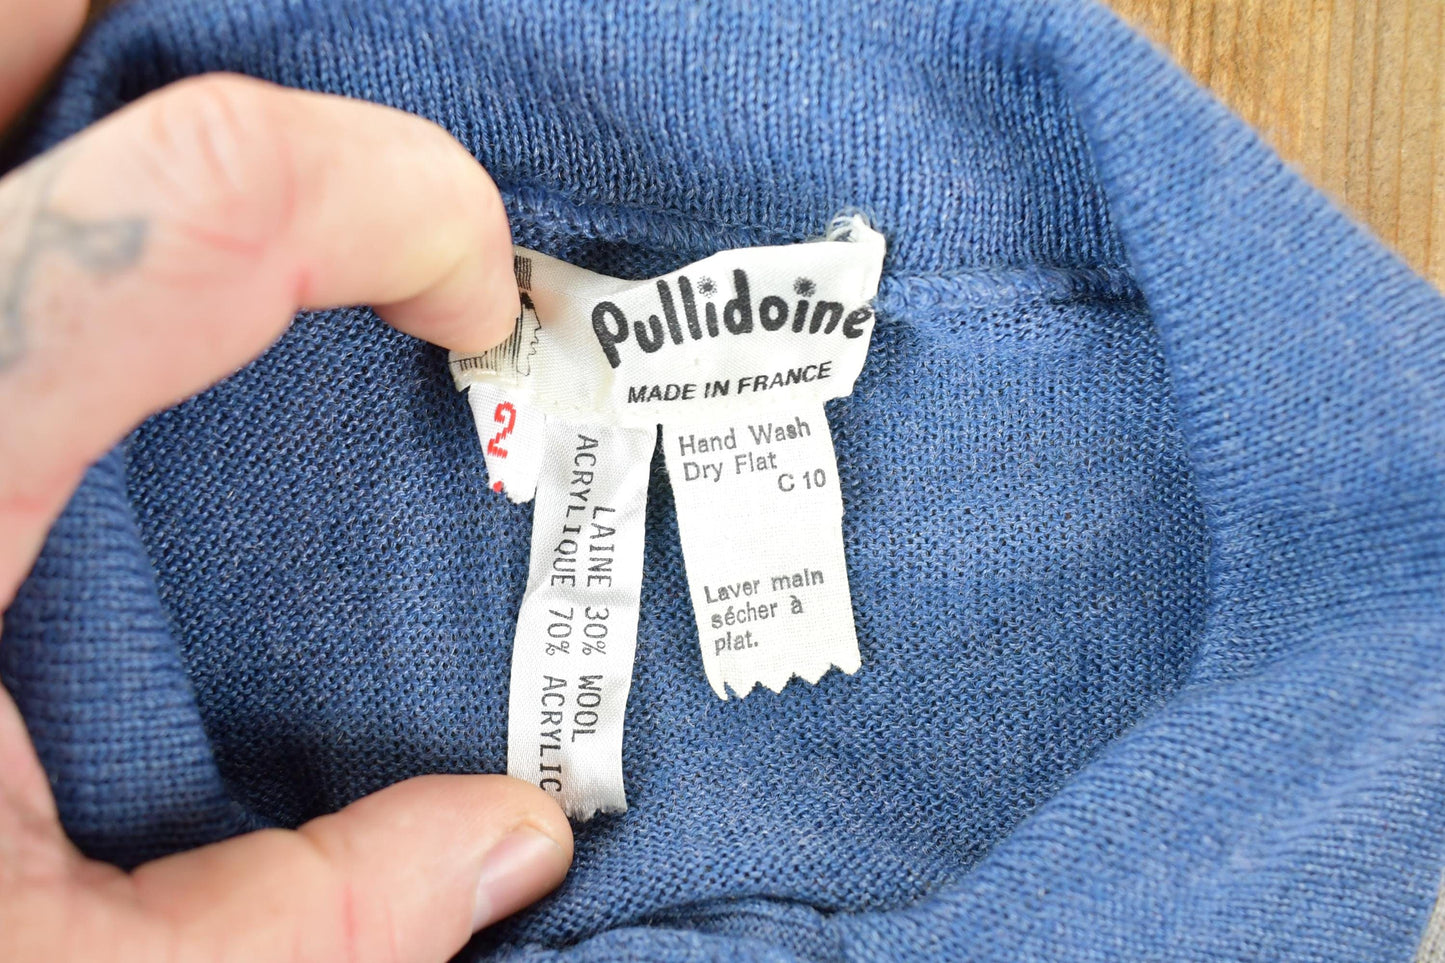 Pullidoine
MADE IN FRANCE
2
LAINE 30% WOOL
ACRYLIQUE 70% ACRYLIC
Hand Wash
Dry Flat
C 10
Laver main
sécher à
plat.